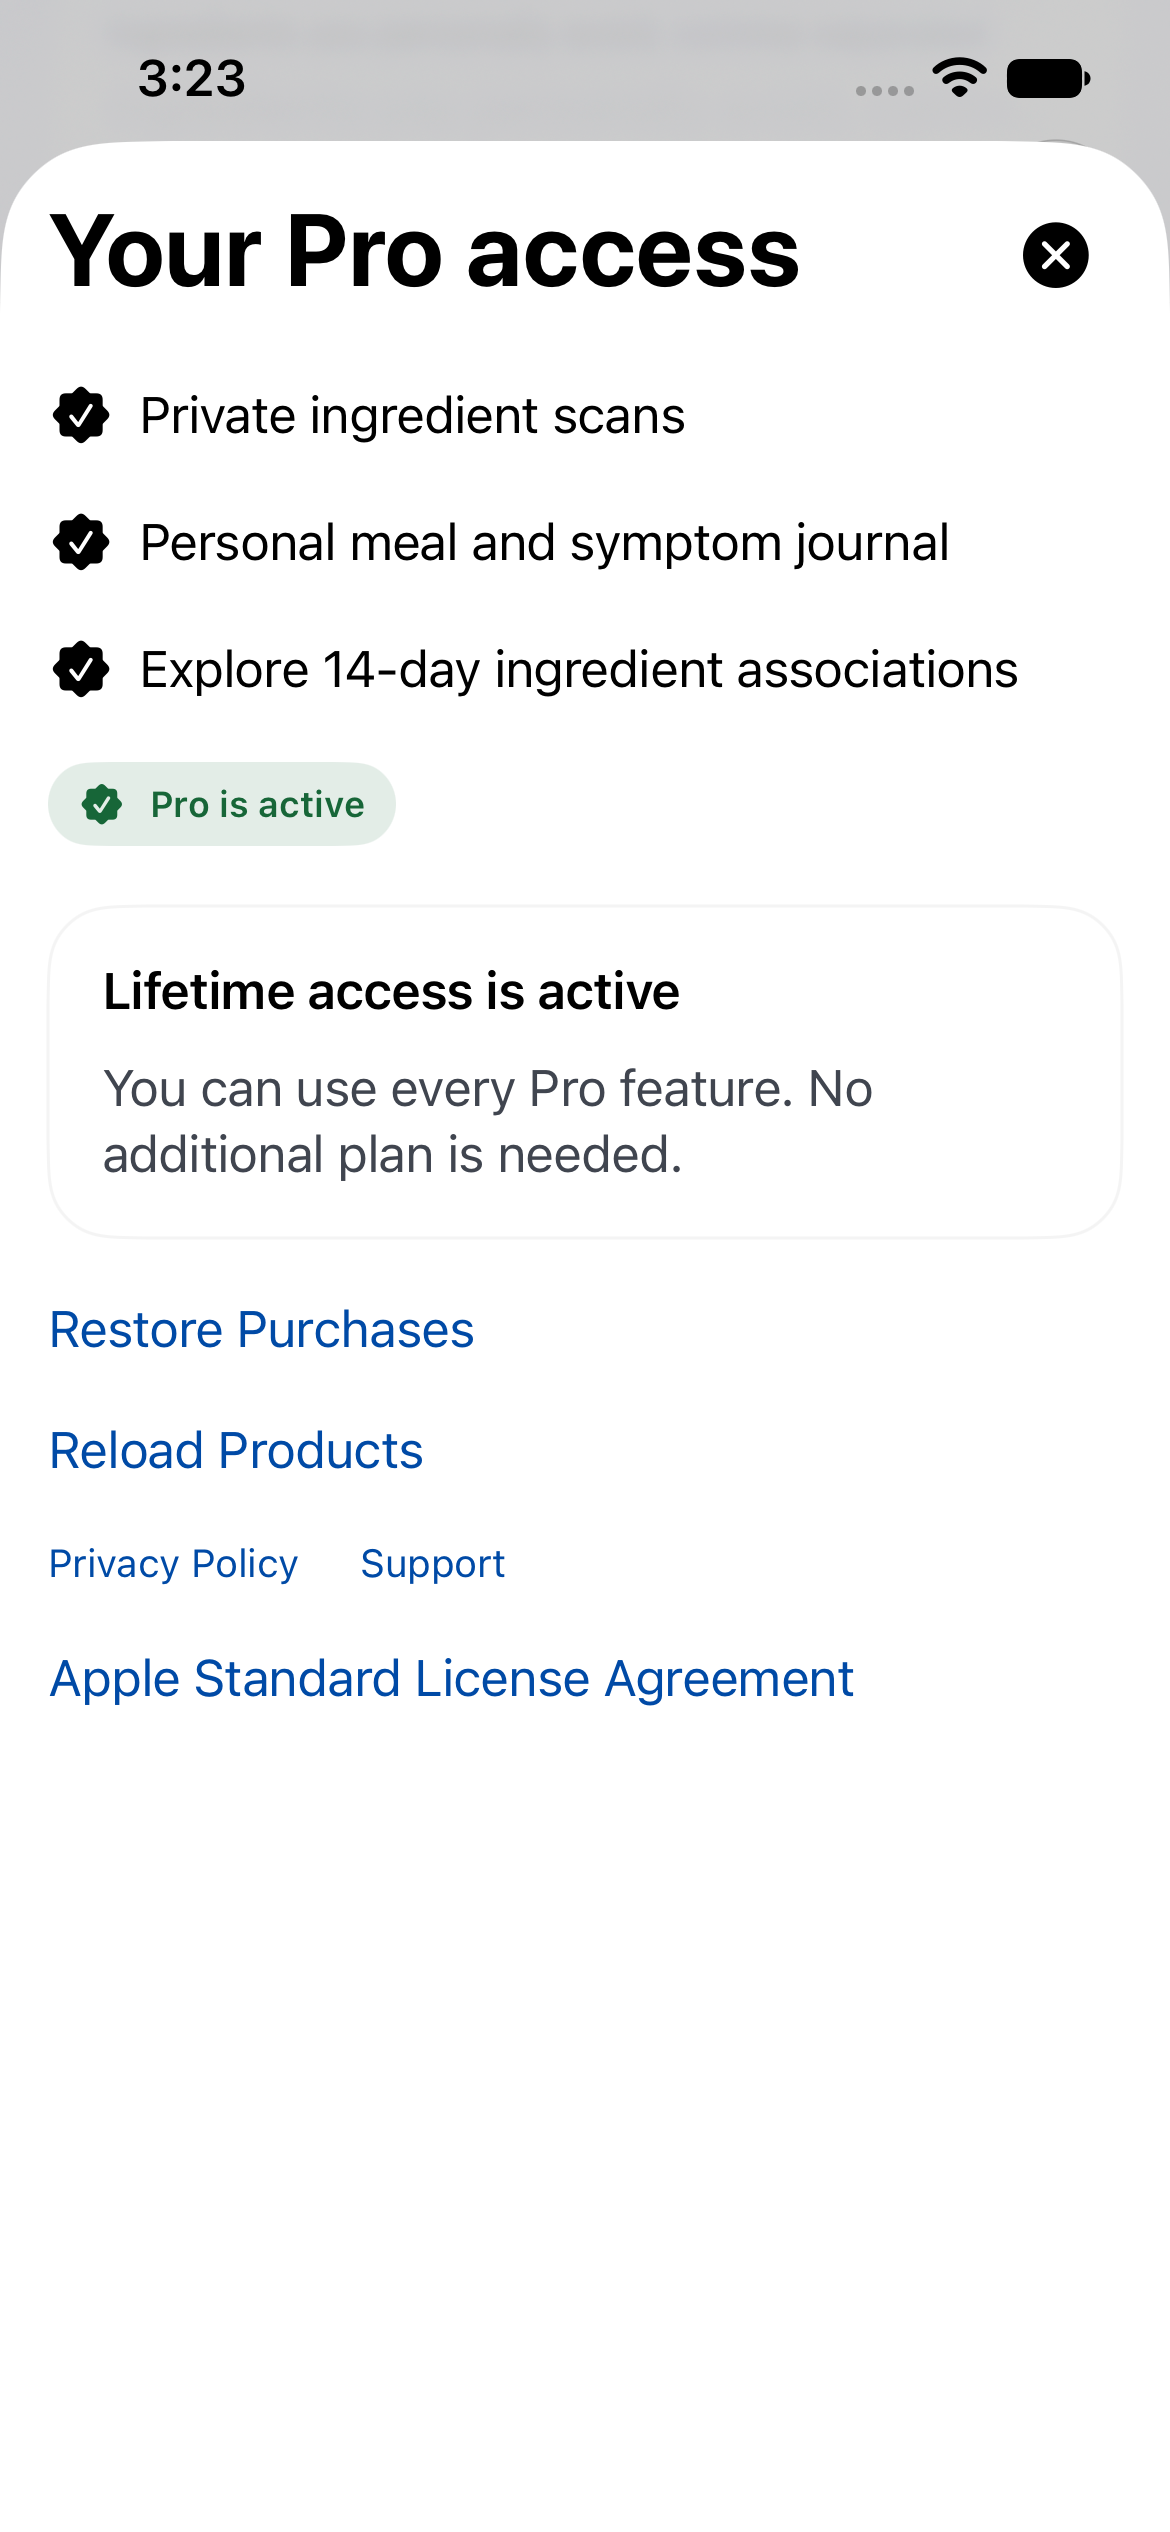 3:23
Your Pro access
Private ingredient scans
Personal meal and symptom journal
Explore 14-day ingredient associations
Pro is active
Lifetime access is active
You can use every Pro feature. No
additional plan is needed.
Restore Purchases
Reload Products
Privacy Policy Support
Apple Standard License Agreement